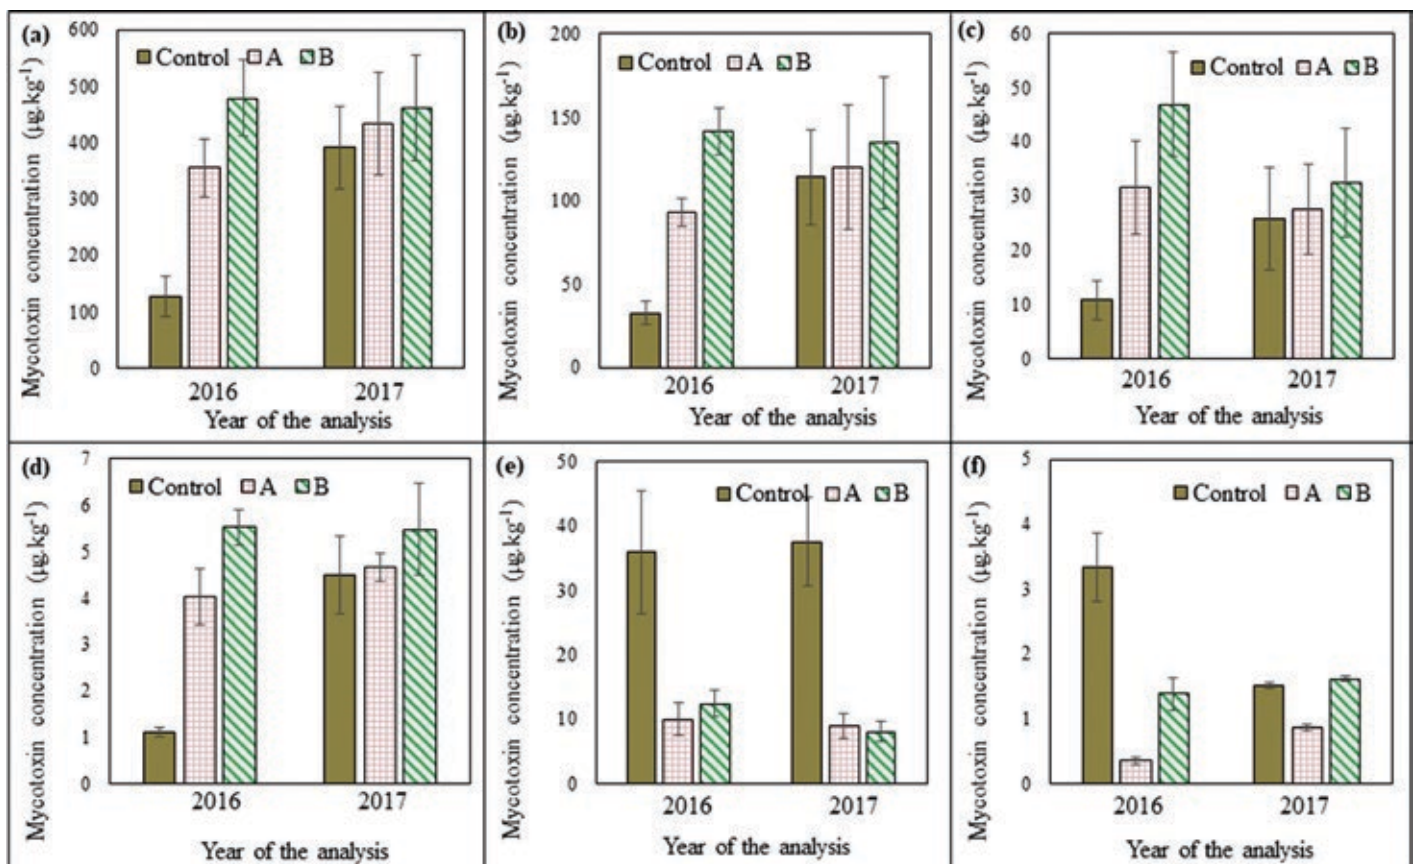 (a)
Mycotoxin concentration (µg.kg⁻¹)
600
500
400
300
200
100
0
Control A B
2016 2017
Year of the analysis
(b)
Mycotoxin concentration (µg.kg⁻¹)
200
150
100
50
0
Control A B
2016 2017
Year of the analysis
(c)
Mycotoxin concentration (µg.kg⁻¹)
60
50
40
30
20
10
0
Control A B
2016 2017
Year of the analysis
(d)
Mycotoxin concentration (µg.kg⁻¹)
7
6
5
4
3
2
1
0
Control A B
2016 2017
Year of the analysis
(e)
Mycotoxin concentration (µg.kg⁻¹)
50
40
30
20
10
0
Control A B
2016 2017
Year of the analysis
(f)
Mycotoxin concentration (µg.kg⁻¹)
5
4
3
2
1
0
Control A B
2016 2017
Year of the analysis